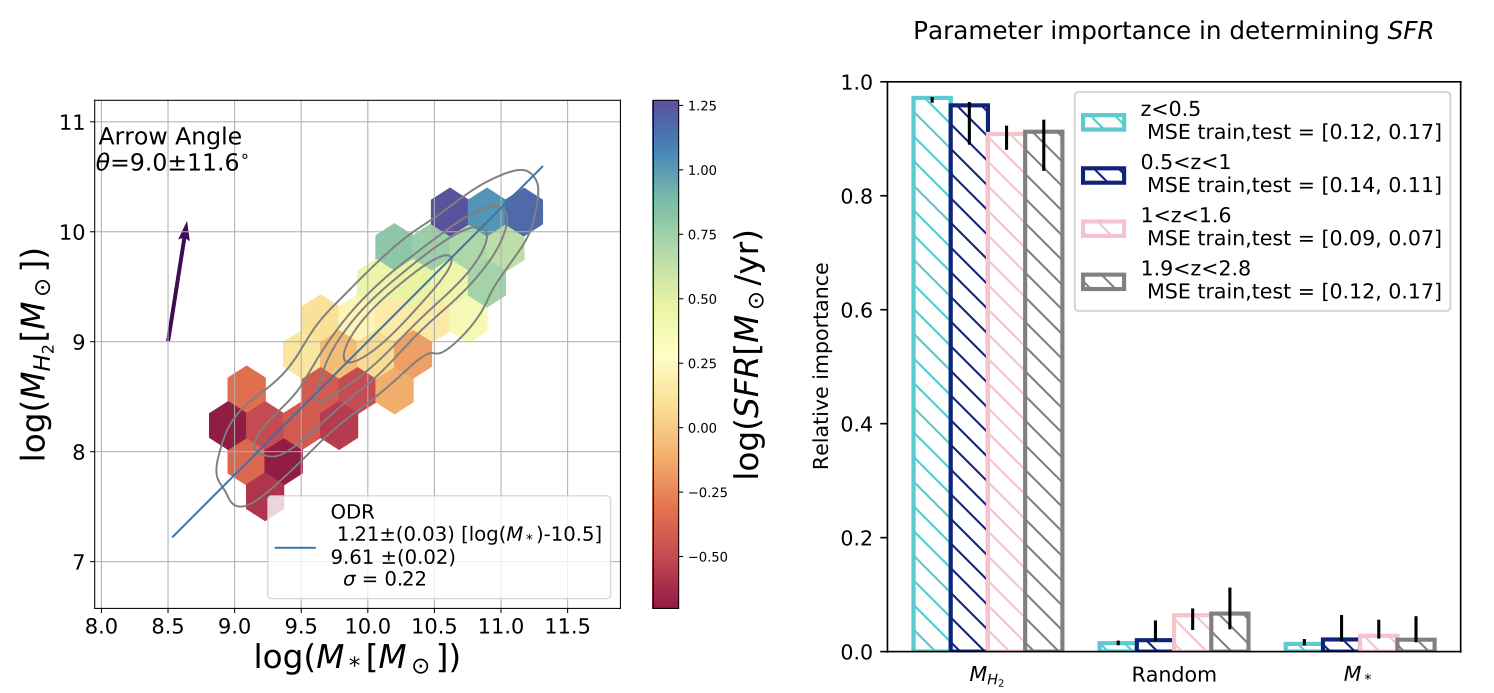 Parameter importance in determining SFR
11
10
9
8
7
Arrow Angle
θ=9.0±11.6°
ODR
1.21±(0.03) [log(M*)-10.5]
9.61 ±(0.02)
σ = 0.22
8.0 8.5 9.0 9.5 10.0 10.5 11.0 11.5
log(M*[M⊙])
log(M_H₂[M⊙])
1.25
1.00
0.75
0.50
0.25
0.00
−0.25
−0.50
log(SFR[M⊙/yr)
1.0
0.8
0.6
0.4
0.2
0.0
Relative importance
z<0.5
MSE train,test = [0.12, 0.17]
0.5<z<1
MSE train,test = [0.14, 0.11]
1<z<1.6
MSE train,test = [0.09, 0.07]
1.9<z<2.8
MSE train,test = [0.12, 0.17]
M_H₂ Random M*